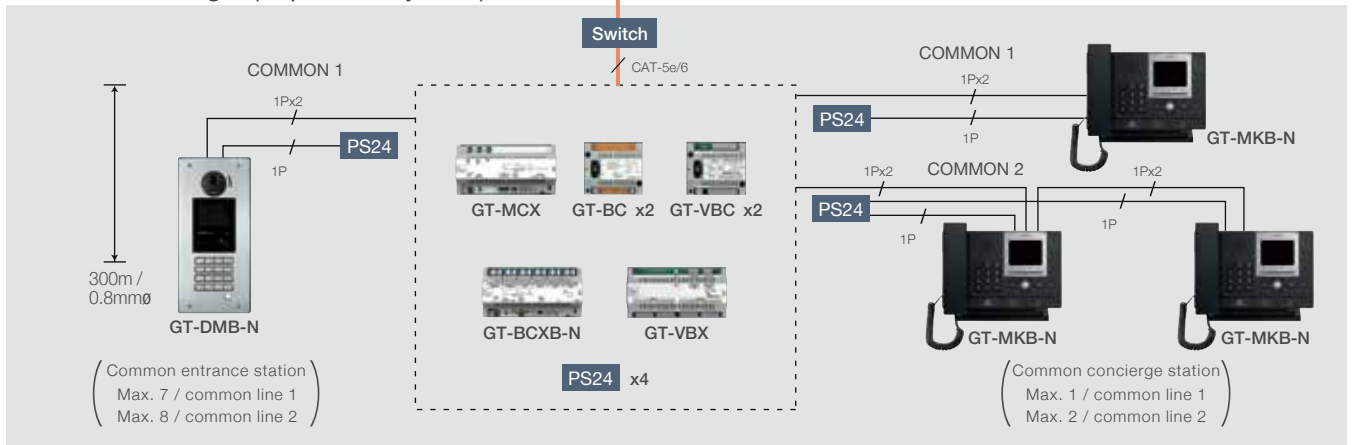 Switch
CAT-5e/6
COMMON 1
1Px2
PS24
1P
300m /
0.8mmø
GT-DMB-N
(Common entrance station
Max. 7 / common line 1
Max. 8 / common line 2)
GT-MCX
GT-BC x2
GT-VBC x2
GT-BCXB-N
GT-VBX
PS24 x4
COMMON 1
1Px2
PS24
1P
GT-MKB-N
COMMON 2
1Px2
1Px2
PS24
1P
1P
GT-MKB-N
GT-MKB-N
(Common concierge station
Max. 1 / common line 1
Max. 2 / common line 2)